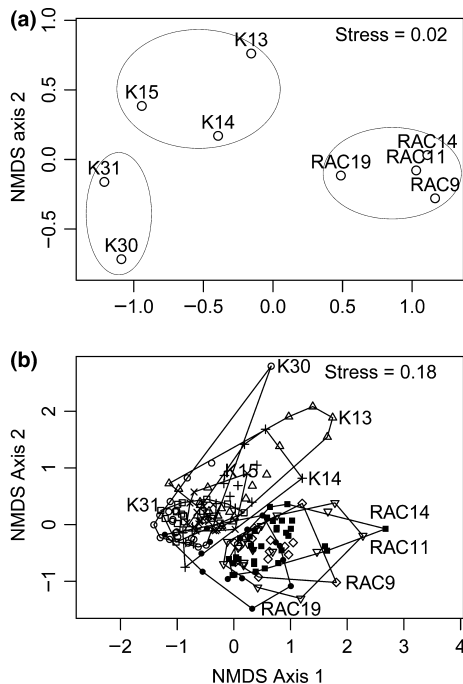 (a)
Stress = 0.02
K13
K15
K14
RAC14
RAC11
RAC19
RAC9
K31
K30
NMDS axis 2
1.0
0.5
0.0
−0.5
−1.0 −0.5 0.0 0.5 1.0
(b)
Stress = 0.18
K30
K13
K15
K14
K31
RAC14
RAC11
RAC9
RAC19
NMDS Axis 2
2
1
0
−1
−2 −1 0 1 2 3 4
NMDS Axis 1